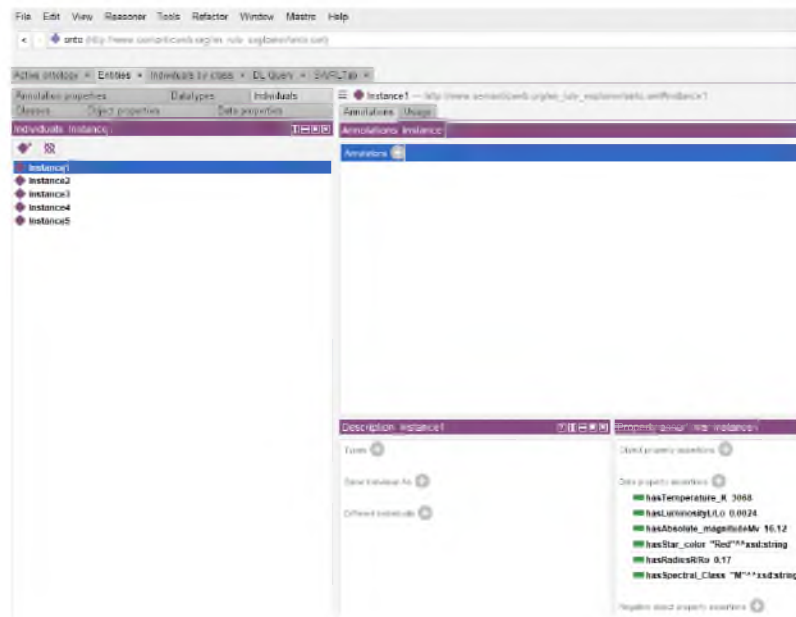 File Edit View Reasoner Tools Refactor Window Mastro Help
Active ontology × Entities × Individuals by class × DL Query × SWRLTab ×
Annotation properties Datatypes Individuals
Classes Object properties Data properties
Individuals: Instance1
Instance1
Instance2
Instance3
Instance4
Instance5
Instance1
Annotations Usage
Annotations: Instance1
Annotations
Description: Instance1
Types
Same Individual As
Different Individuals
Property assertions: Instance1
Object property assertions
Data property assertions
hasTemperature_K 3068
hasLuminosityL/Lo 0.0024
hasAbsolute_magnitudeMv 16.12
hasStar_color "Red"^^xsd:string
hasRadiusR/Ro 0.17
hasSpectral_Class "M"^^xsd:string
Negative object property assertions